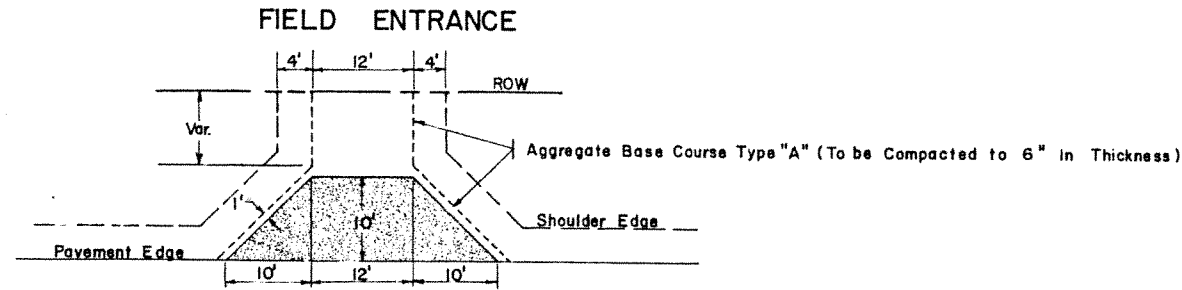 FIELD ENTRANCE
4' 12' 4'
ROW
Var.
Aggregate Base Course Type "A" (To be Compacted to 6" in Thickness)
1'
10'
Shoulder Edge
Pavement Edge
10' 12' 10'